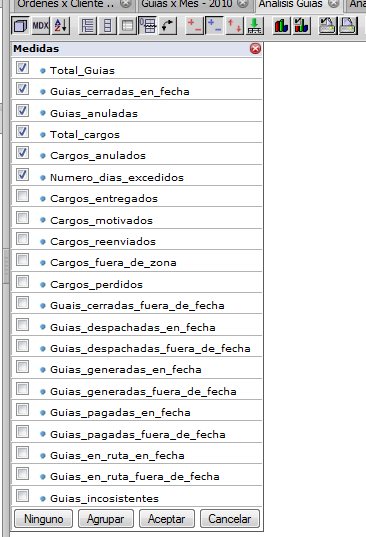 Ordenes x Cliente ..
Guias x Mes - 2010
Analisis Guias
MDX
Medidas
Total_Guias
Guias_cerradas_en_fecha
Guias_anuladas
Total_cargos
Cargos_anulados
Numero_dias_excedidos
Cargos_entregados
Cargos_motivados
Cargos_reenviados
Cargos_fuera_de_zona
Cargos_perdidos
Guais_cerradas_fuera_de_fecha
Guias_despachadas_en_fecha
Guias_despachadas_fuera_de_fecha
Guias_generadas_en_fecha
Guias_generadas_fuera_de_fecha
Guias_pagadas_en_fecha
Guias_pagadas_fuera_de_fecha
Guias_en_ruta_en_fecha
Guias_en_ruta_fuera_de_fecha
Guias_incosistentes
Ninguno Agrupar Aceptar Cancelar